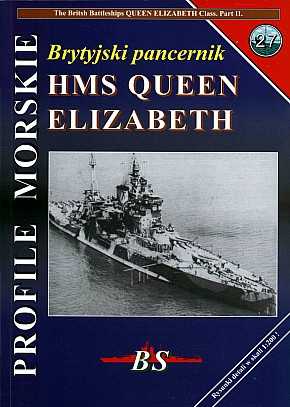 The British Battleships QUEEN ELIZABETH Class. Part II.
27
Brytyjski pancernik
HMS QUEEN
ELIZABETH
PROFILE MORSKIE
BS
Rysunki detali w skali 1:200